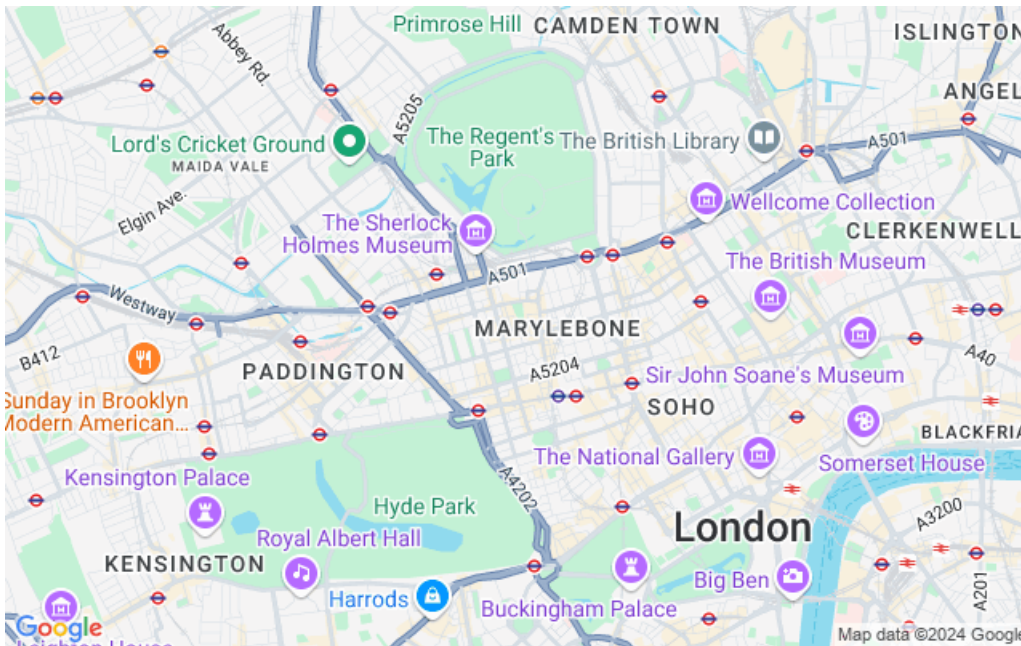 Primrose Hill
CAMDEN TOWN
ISLINGTON
Abbey Rd.
ANGEL
A5205
Lord's Cricket Ground
MAIDA VALE
The Regent's
Park
The British Library
A501
Elgin Ave.
The Sherlock
Holmes Museum
Wellcome Collection
CLERKENWELL
A501
The British Museum
Westway
MARYLEBONE
B412
PADDINGTON
A5204
A40
Sir John Soane's Museum
Sunday in Brooklyn
Modern American...
SOHO
BLACKFRIA
Kensington Palace
The National Gallery
Somerset House
A4202
Hyde Park
A3200
Royal Albert Hall
London
KENSINGTON
Harrods
Buckingham Palace
Big Ben
A201
Google
Leighton House
Map data ©2024 Google